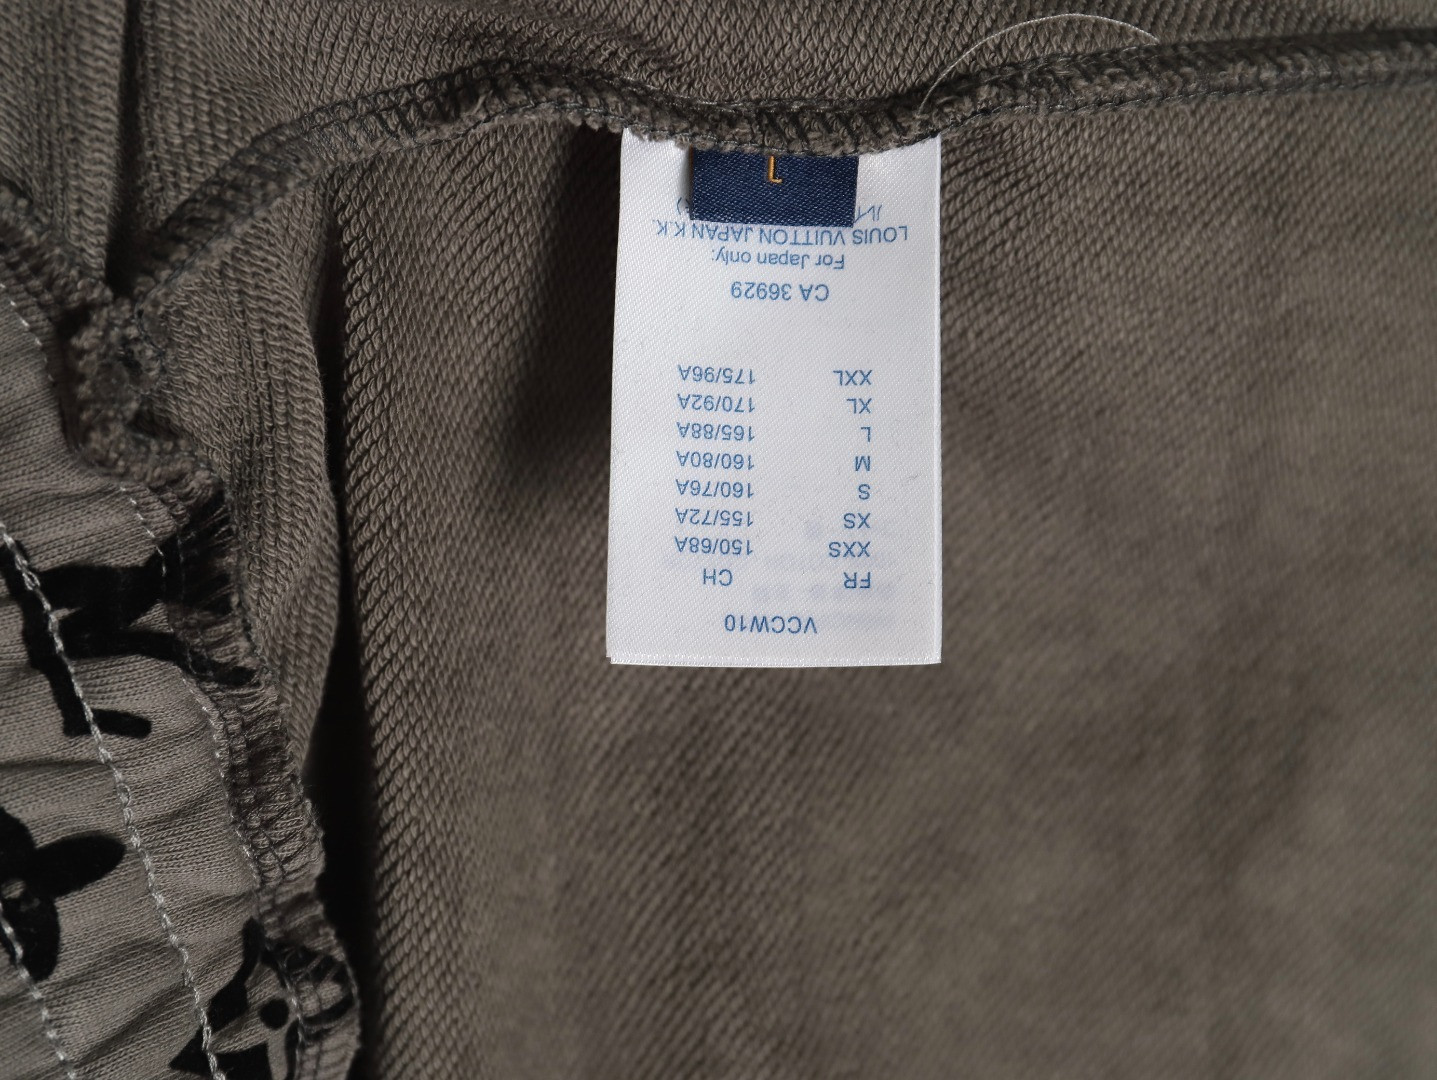 VCCW10
FR CH
XXS 150/68A
XS 155/72A
S 160/76A
M 160/80A
L 165/88A
XL 170/92A
XXL 175/96A
CA 36929
For Japan only:
LOUIS VUITTON JAPAN K.K.